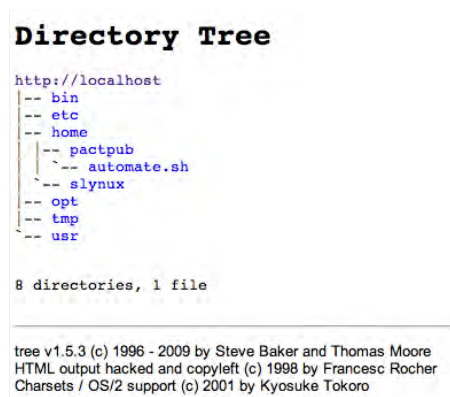 Directory Tree
http://localhost
|-- bin
|-- etc
|-- home
|   |-- pactpub
|   |   `-- automate.sh
|   `-- slynux
|-- opt
|-- tmp
`-- usr
8 directories, 1 file
tree v1.5.3 (c) 1996 - 2009 by Steve Baker and Thomas Moore
HTML output hacked and copyleft (c) 1998 by Francesc Rocher
Charsets / OS/2 support (c) 2001 by Kyosuke Tokoro